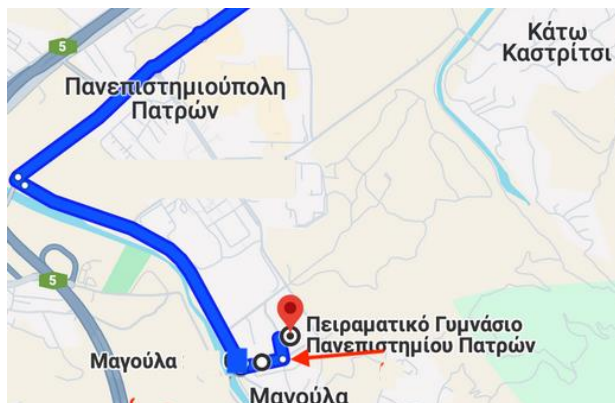 5
Κάτω
Καστρίτσι
Πανεπιστημιούπολη
Πατρών
5
Πειραματικό Γυμνάσιο
Πανεπιστημίου Πατρών
Μαγούλα
Μαγούλα